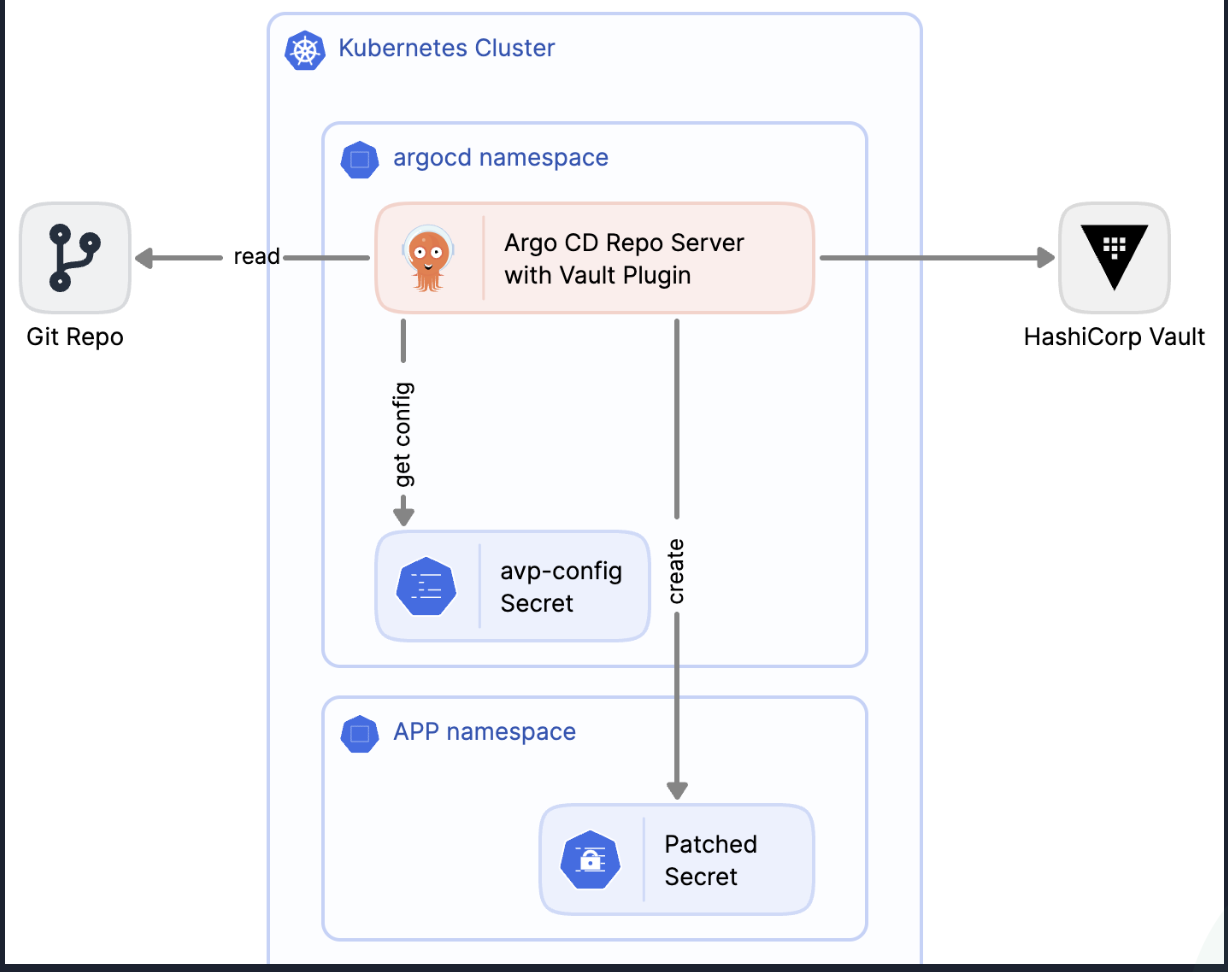 Kubernetes Cluster
argocd namespace
Argo CD Repo Server
with Vault Plugin
read
Git Repo
HashiCorp Vault
get config
create
avp-config
Secret
APP namespace
Patched
Secret